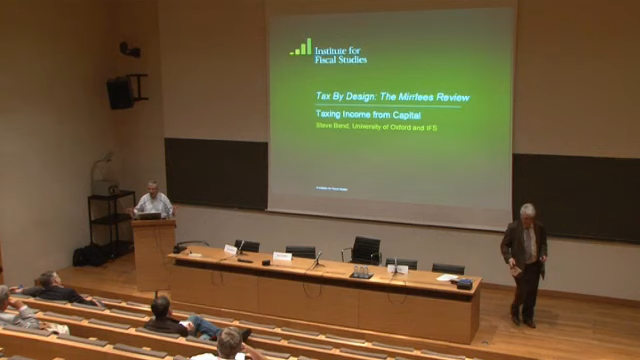 Institute for
Fiscal Studies
Tax By Design: The Mirrlees Review
Taxing Income from Capital
Steve Bond, University of Oxford and IFS